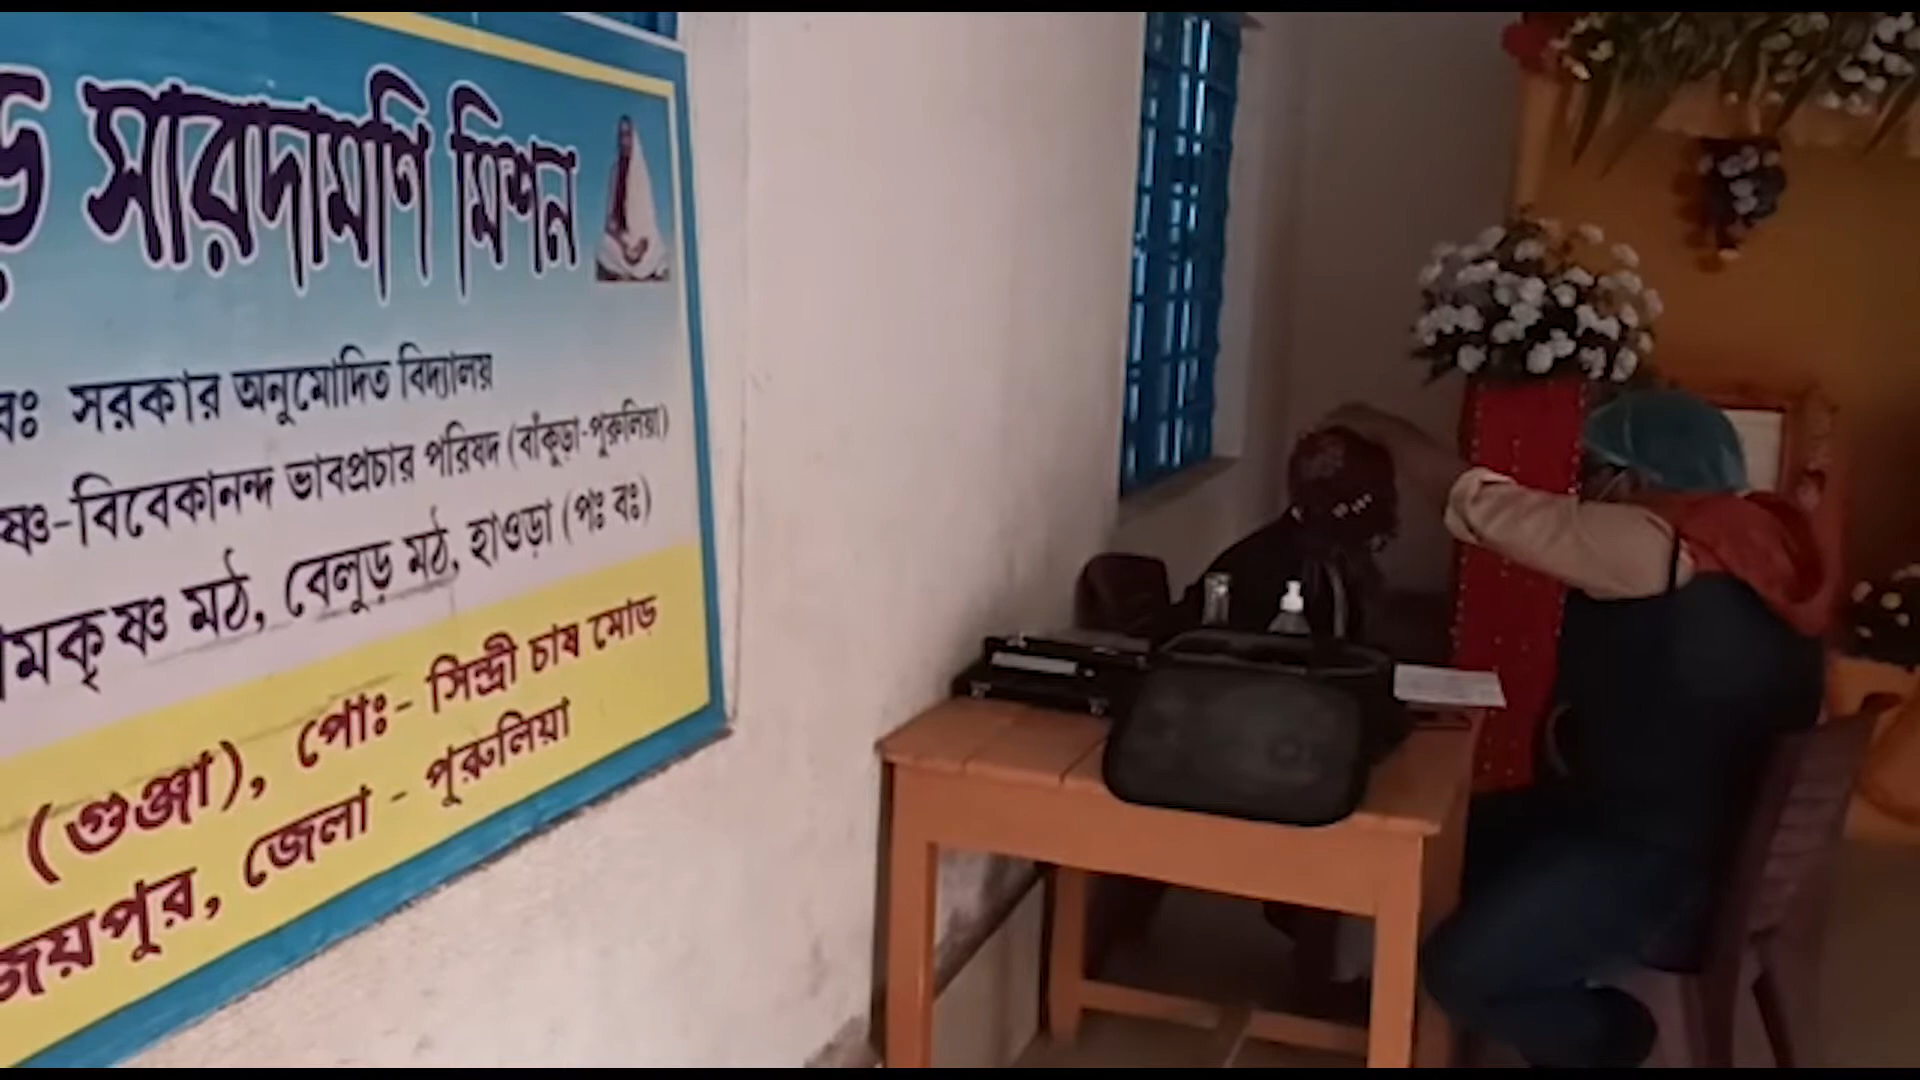 সারদামণি মিশন
সরকার অনুমোদিত বিদ্যালয়
-বিবেকানন্দ ভাবপ্রচার পরিষদ (বাঁকুড়া-পুরুলিয়া)
মঠ, বেলুড় মঠ, হাওড়া (পঃ বঃ)
(গুঞ্জা), পোঃ- সিন্দ্রী চাষ মোড়
জয়পুর, জেলা - পুরুলিয়া